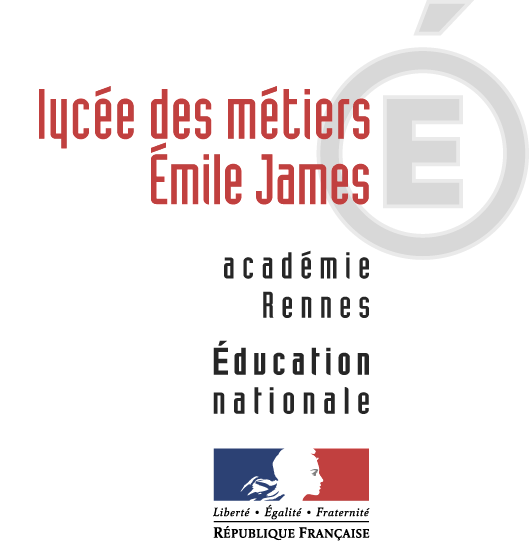 lycée des métiers
Émile James
É
académie
Rennes
Éducation
nationale
Liberté • Égalité • Fraternité
RÉPUBLIQUE FRANÇAISE